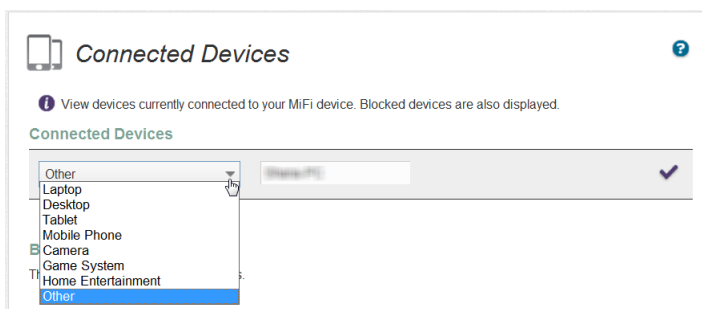 Connected Devices
?
i View devices currently connected to your MiFi device. Blocked devices are also displayed.
Connected Devices
Other
Laptop
Desktop
Tablet
Mobile Phone
Camera
Game System
Home Entertainment
Other